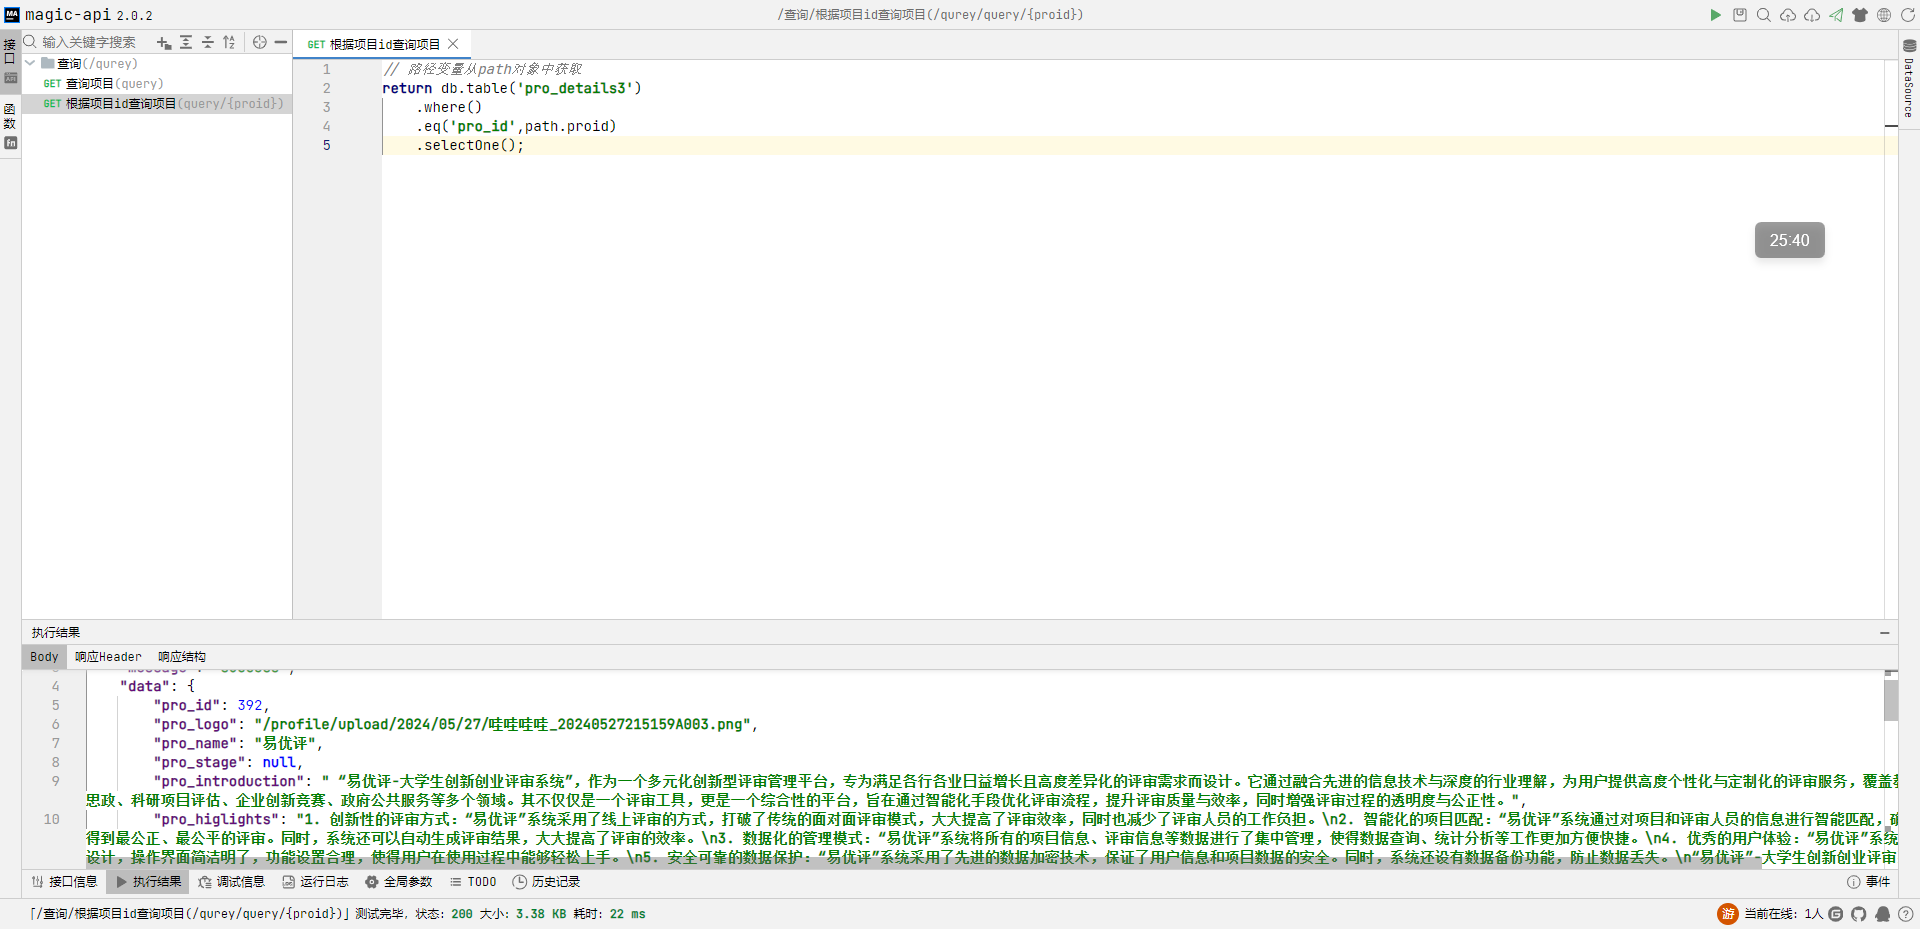 magic-api 2.0.2
/查询/根据项目id查询项目(/qurey/query/{proid})
接口
函数
输入关键字搜索
查询(/qurey)
GET 查询项目(query)
GET 根据项目id查询项目(query/{proid})
GET 根据项目id查询项目
1 // 路径变量从path对象中获取
2 return db.table('pro_details3')
3 .where()
4 .eq('pro_id',path.proid)
5 .selectOne();
DataSource
25:40
执行结果
Body 响应Header 响应结构
4 "data": {
5 "pro_id": 392,
6 "pro_logo": "/profile/upload/2024/05/27/哇哇哇哇_20240527215159A003.png",
7 "pro_name": "易优评",
8 "pro_stage": null,
9 "pro_introduction": " “易优评-大学生创新创业评审系统”，作为一个多元化创新型评审管理平台，专为满足各行各业日益增长且高度差异化的评审需求而设计。它通过融合先进的信息技术与深度的行业理解，为用户提供高度个性化与定制化的评审服务，覆盖
思政、科研项目评估、企业创新竞赛、政府公共服务等多个领域。其不仅仅是一个评审工具，更是一个综合性的平台，旨在通过智能化手段优化评审流程，提升评审质量与效率，同时增强评审过程的透明度与公正性。",
10 "pro_higlights": "1. 创新性的评审方式：“易优评”系统采用了线上评审的方式，打破了传统的面对面评审模式，大大提高了评审效率，同时也减少了评审人员的工作负担。\n2. 智能化的项目匹配：“易优评”系统通过对项目和评审人员的信息进行智能匹配，
得到最公正、最公平的评审。同时，系统还可以自动生成评审结果，大大提高了评审的效率。\n3. 数据化的管理模式：“易优评”系统将所有的项目信息、评审信息等数据进行了集中管理，使得数据查询、统计分析等工作更加方便快捷。\n4. 优秀的用户体验：“易优评”系统
设计，操作界面简洁明了，功能设置合理，使得用户在使用过程中能够轻松上手。\n5. 安全可靠的数据保护：“易优评”系统采用了先进的数据加密技术，保证了用户信息和项目数据的安全。同时，系统还设有数据备份功能，防止数据丢失。\n“易优评”-大学生创新创业评审
接口信息 执行结果 调试信息 运行日志 全局参数 TODO 历史记录
事件
「/查询/根据项目id查询项目(/qurey/query/{proid})」测试完毕，状态：200 大小：3.38 KB 耗时：22 ms
游 当前在线：1人